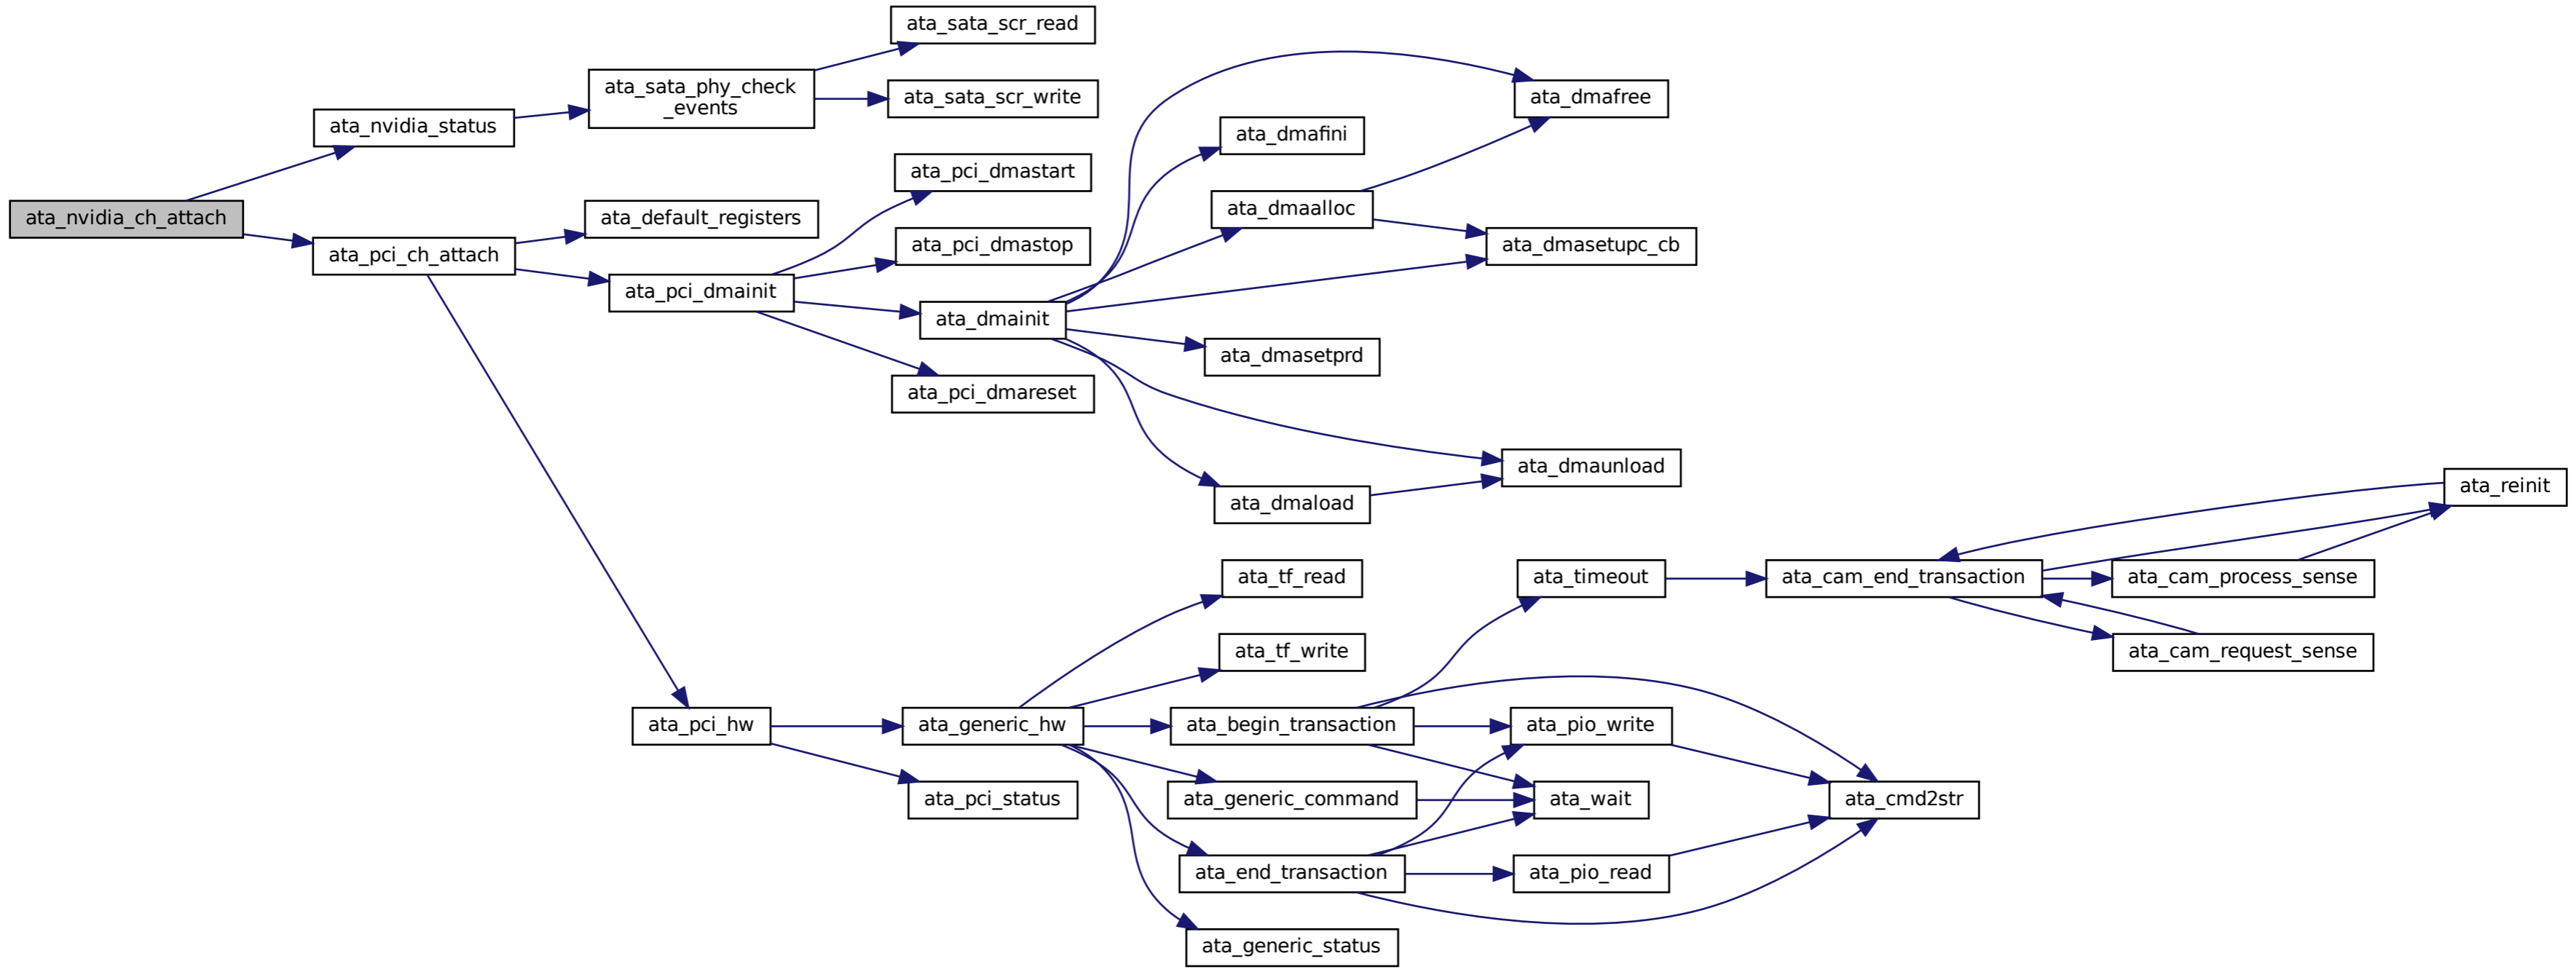 ata_sata_scr_read
ata_sata_phy_check
_events
ata_sata_scr_write
ata_dmafree
ata_nvidia_status
ata_dmafini
ata_pci_dmastart
ata_nvidia_ch_attach
ata_default_registers
ata_dmaalloc
ata_pci_ch_attach
ata_pci_dmastop
ata_dmasetupc_cb
ata_pci_dmainit
ata_dmainit
ata_dmasetprd
ata_pci_dmareset
ata_dmaunload
ata_dmaload
ata_reinit
ata_tf_read
ata_timeout
ata_cam_end_transaction
ata_cam_process_sense
ata_tf_write
ata_cam_request_sense
ata_pci_hw
ata_generic_hw
ata_begin_transaction
ata_pio_write
ata_pci_status
ata_generic_command
ata_wait
ata_cmd2str
ata_end_transaction
ata_pio_read
ata_generic_status